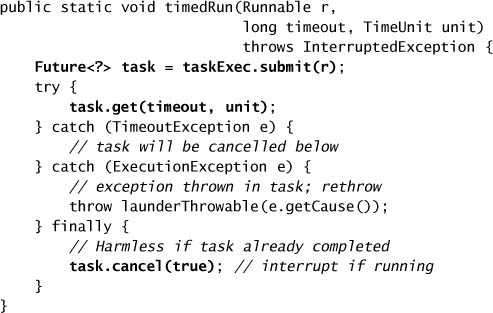 public static void timedRun(Runnable r,
                            long timeout, TimeUnit unit)
                            throws InterruptedException {
    Future<?> task = taskExec.submit(r);
    try {
        task.get(timeout, unit);
    } catch (TimeoutException e) {
        // task will be cancelled below
    } catch (ExecutionException e) {
        // exception thrown in task; rethrow
        throw launderThrowable(e.getCause());
    } finally {
        // Harmless if task already completed
        task.cancel(true); // interrupt if running
    }
}